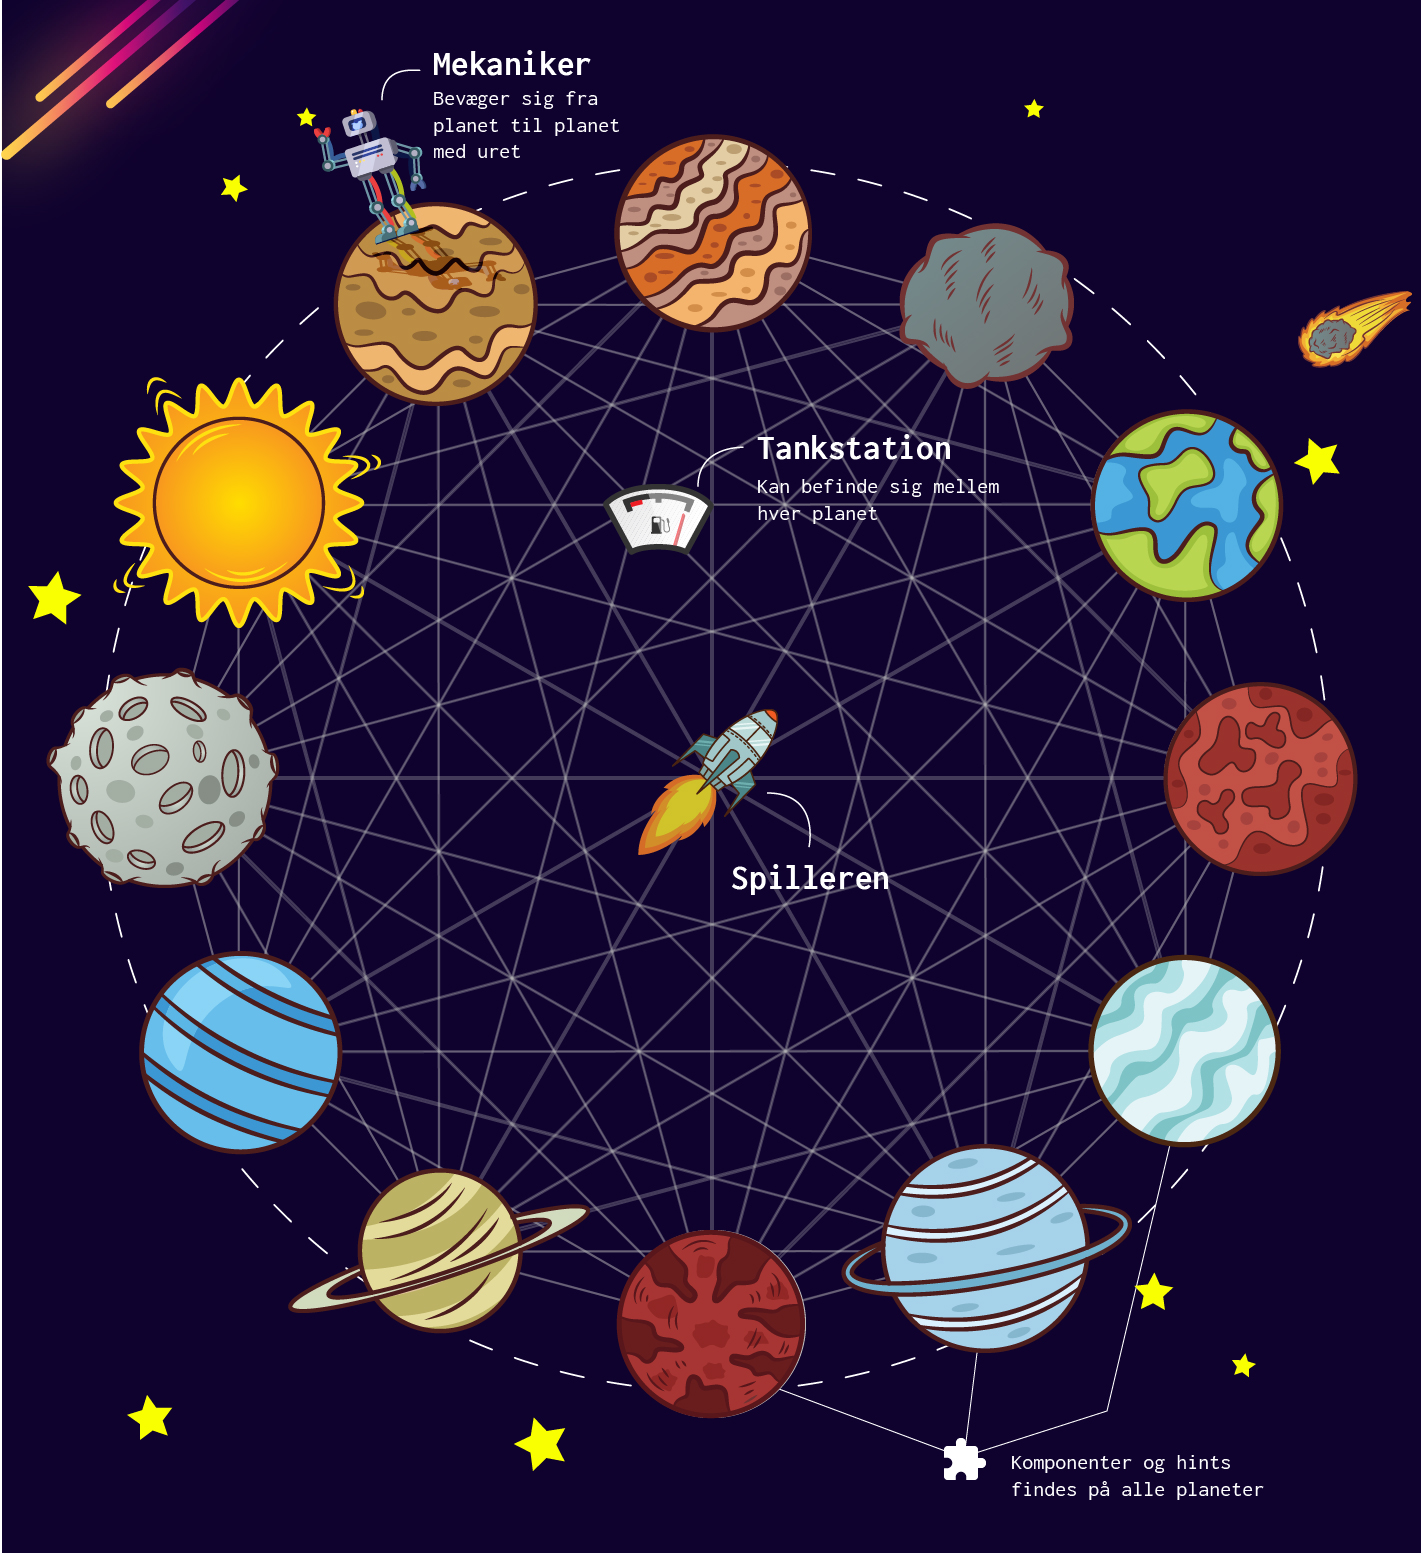 Mekaniker
Bevæger sig fra
planet til planet
med uret
Tankstation
Kan befinde sig mellem
hver planet
Spilleren
Komponenter og hints
findes på alle planeter